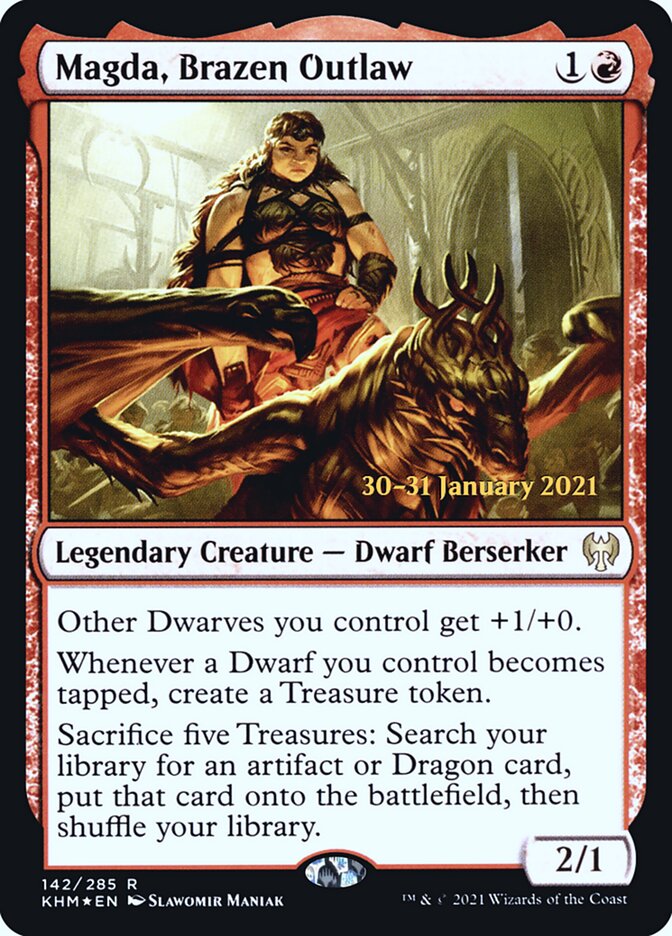 Magda, Brazen Outlaw 1
30–31 January 2021
Legendary Creature — Dwarf Berserker
Other Dwarves you control get +1/+0.
Whenever a Dwarf you control becomes
tapped, create a Treasure token.
Sacrifice five Treasures: Search your
library for an artifact or Dragon card,
put that card onto the battlefield, then
shuffle your library.
2/1
142/285 R
KHM★EN Slawomir Maniak
™ & © 2021 Wizards of the Coast